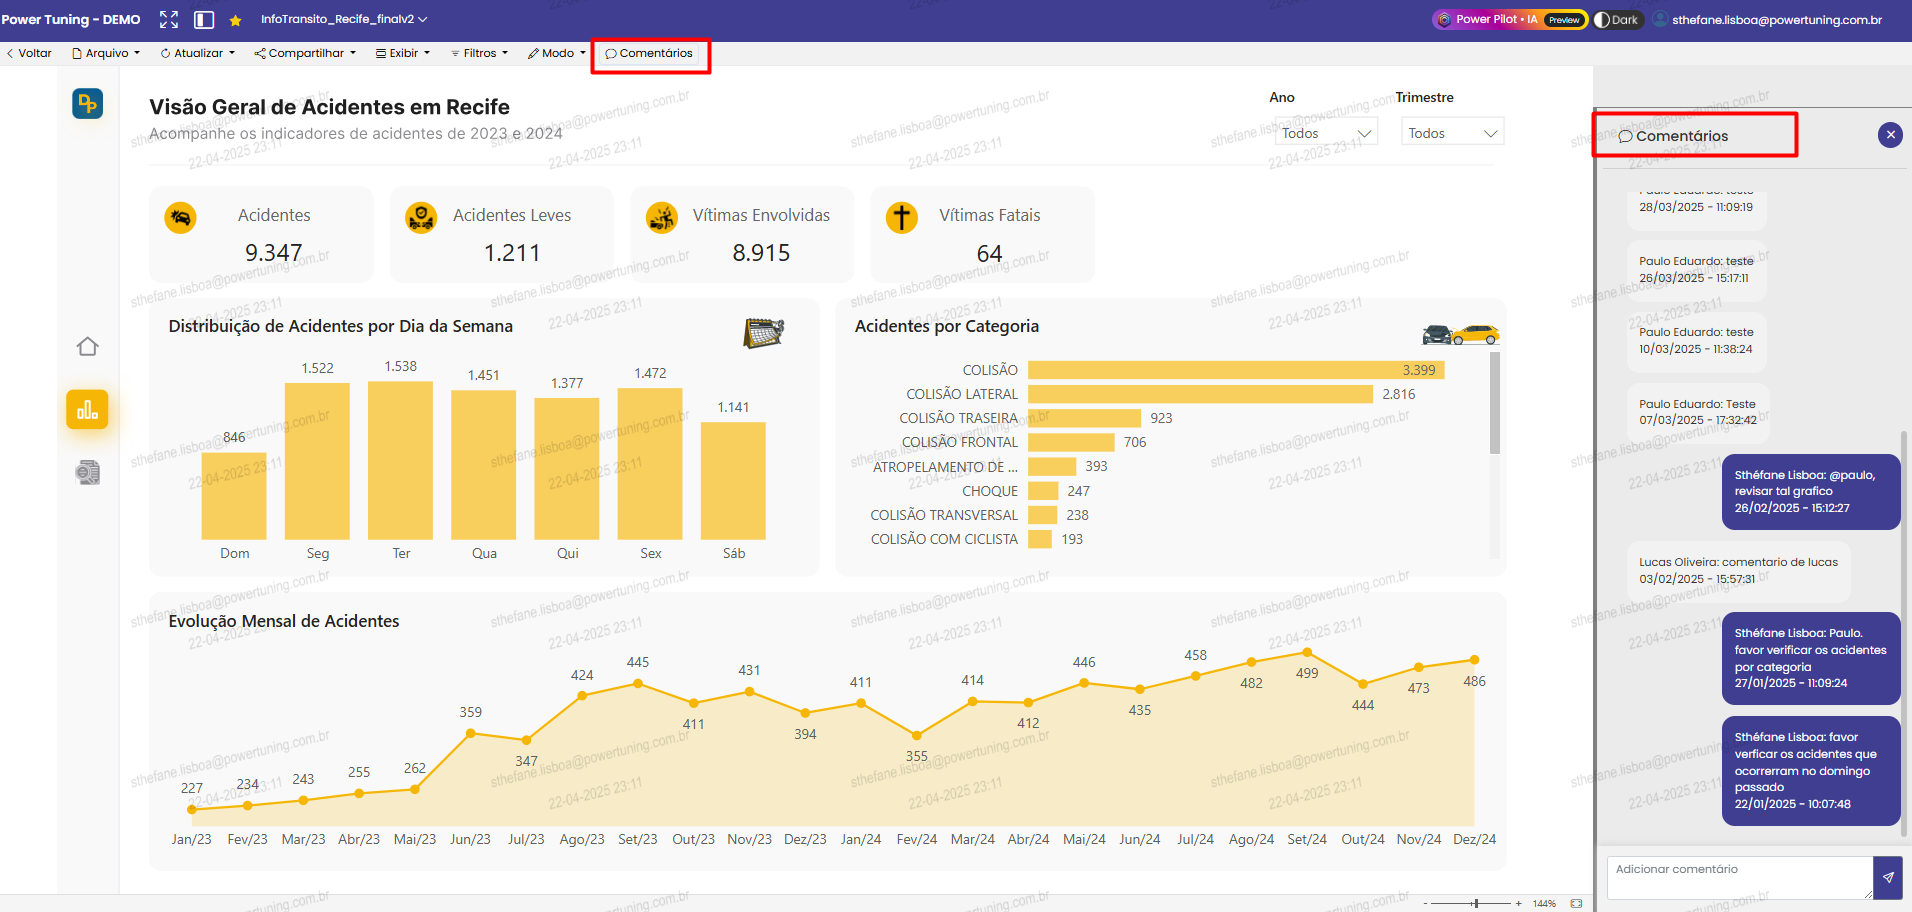 Power Tuning - DEMO
InfoTransito_Recife_finalv2
Power Pilot • IA Preview
Dark
sthefane.lisboa@powertuning.com.br
Voltar
Arquivo
Atualizar
Compartilhar
Exibir
Filtros
Modo
Comentários
DP
Visão Geral de Acidentes em Recife
Acompanhe os indicadores de acidentes de 2023 e 2024
Ano
Todos
Trimestre
Todos
Acidentes
9.347
Acidentes Leves
1.211
Vítimas Envolvidas
8.915
Vítimas Fatais
64
Distribuição de Acidentes por Dia da Semana
846
1.522
1.538
1.451
1.377
1.472
1.141
Dom
Seg
Ter
Qua
Qui
Sex
Sáb
Acidentes por Categoria
COLISÃO 3.399
COLISÃO LATERAL 2.816
COLISÃO TRASEIRA 923
COLISÃO FRONTAL 706
ATROPELAMENTO DE ... 393
CHOQUE 247
COLISÃO TRANSVERSAL 238
COLISÃO COM CICLISTA 193
Evolução Mensal de Acidentes
227
234
243
255
262
359
347
424
445
411
431
394
411
355
414
412
446
435
458
482
499
444
473
486
Jan/23
Fev/23
Mar/23
Abr/23
Mai/23
Jun/23
Jul/23
Ago/23
Set/23
Out/23
Nov/23
Dez/23
Jan/24
Fev/24
Mar/24
Abr/24
Mai/24
Jun/24
Jul/24
Ago/24
Set/24
Out/24
Nov/24
Dez/24
Comentários
Paulo Eduardo: teste
28/03/2025 - 11:09:19
Paulo Eduardo: teste
26/03/2025 - 15:17:11
Paulo Eduardo: teste
10/03/2025 - 11:38:24
Paulo Eduardo: Teste
07/03/2025 - 17:32:42
Sthéfane Lisboa: @paulo,
revisar tal grafico
26/02/2025 - 15:12:27
Lucas Oliveira: comentario de lucas
03/02/2025 - 15:57:31
Sthéfane Lisboa: Paulo.
favor verificar os acidentes
por categoria
27/01/2025 - 11:09:24
Sthéfane Lisboa: favor
verficar os acidentes que
ocorrerram no domingo
passado
22/01/2025 - 10:07:48
Adicionar comentário
- + 144%
sthefane.lisboa@powertuning.com.br
22-04-2025 23:11